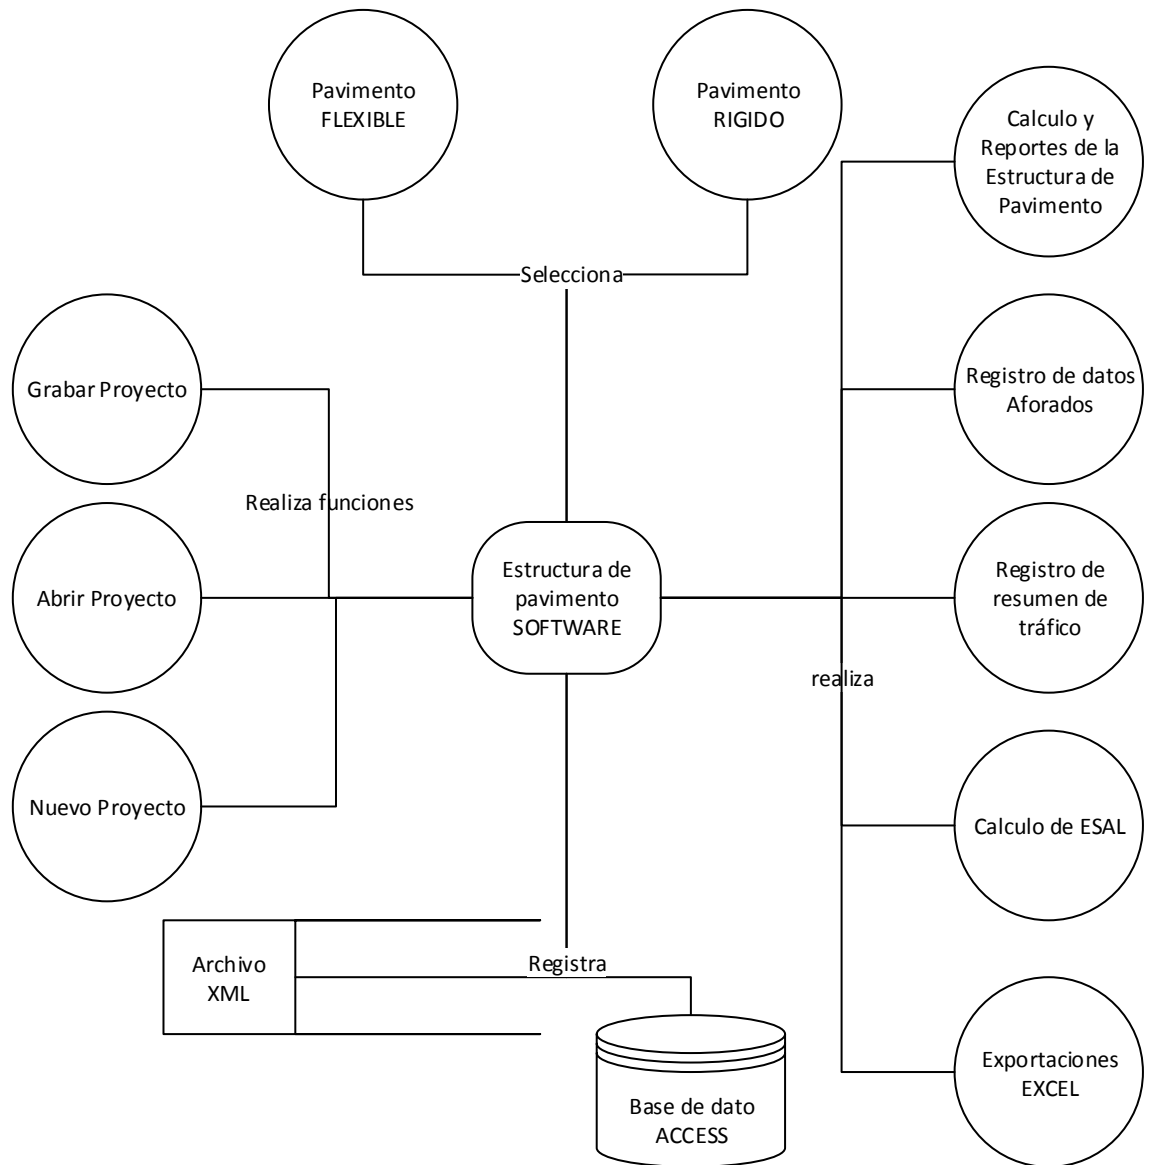 Pavimento
FLEXIBLE
Pavimento
RIGIDO
Calculo y
Reportes de la
Estructura de
Pavimento
Selecciona
Grabar Proyecto
Registro de datos
Aforados
Realiza funciones
Abrir Proyecto
Estructura de
pavimento
SOFTWARE
Registro de
resumen de
tráfico
realiza
Nuevo Proyecto
Calculo de ESAL
Archivo
XML
Registra
Base de dato
ACCESS
Exportaciones
EXCEL